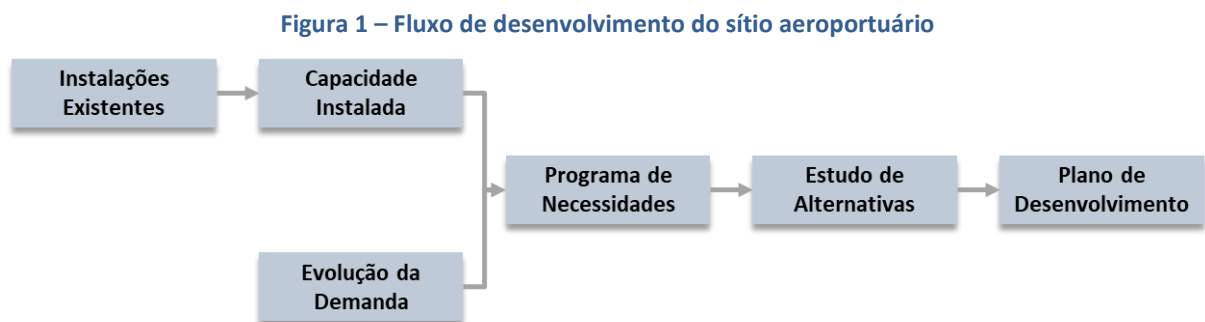 Figura 1 – Fluxo de desenvolvimento do sítio aeroportuário
Instalações
Existentes
Capacidade
Instalada
Evolução da
Demanda
Programa de
Necessidades
Estudo de
Alternativas
Plano de
Desenvolvimento